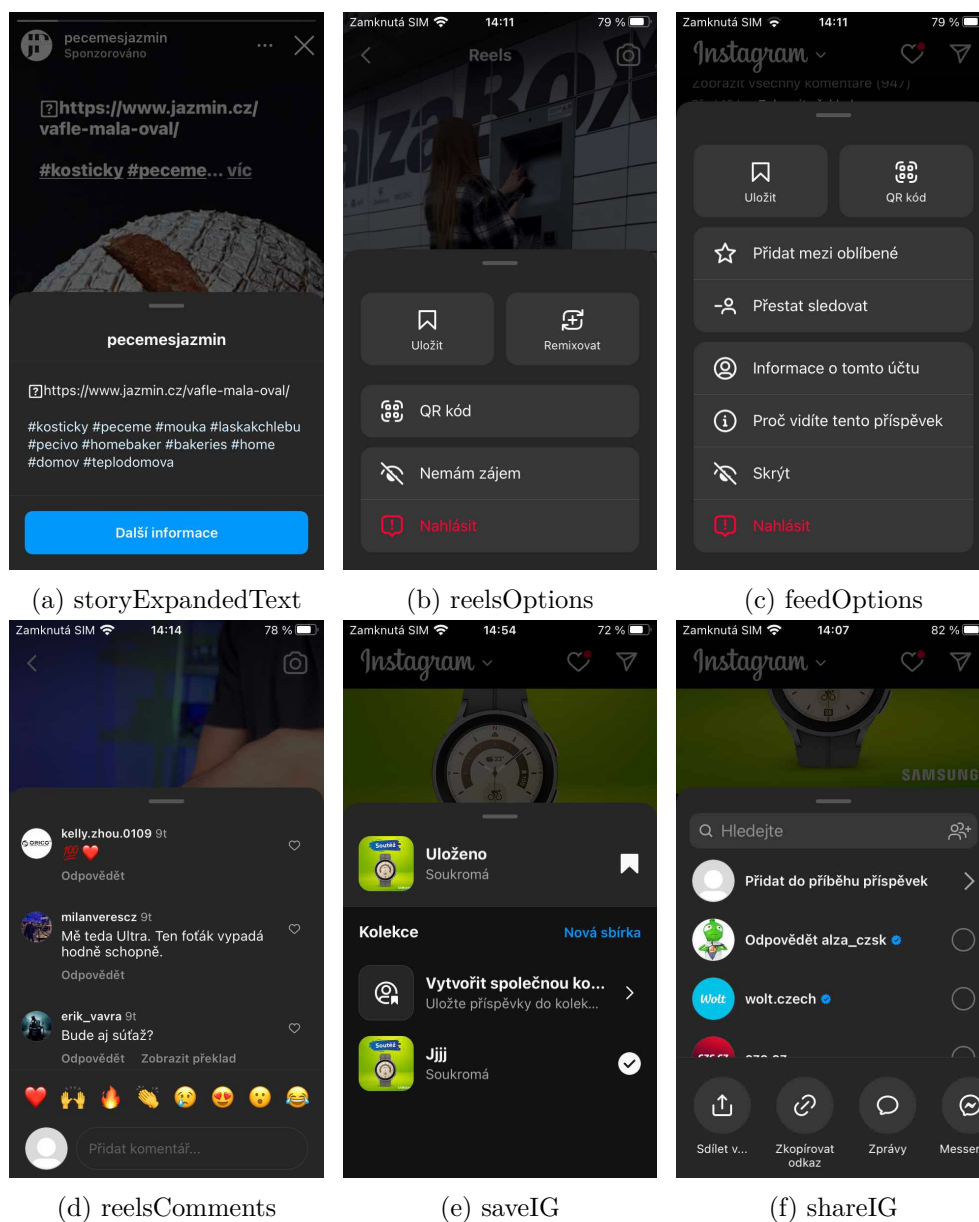 pecemesjazmin
Sponzorováno
https://www.jazmin.cz/
vafle-mala-oval/
#kosticky #peceme... víc
pecemesjazmin
https://www.jazmin.cz/vafle-mala-oval/
#kosticky #peceme #mouka #laskakchlebu
#pecivo #homebaker #bakeries #home
#domov #teplodomova
Další informace
(a) storyExpandedText
Zamknutá SIM 14:11 79 %
Reels
alzaBox
Uložit Remixovat
QR kód
Nemám zájem
Nahlásit
(b) reelsOptions
Zamknutá SIM 14:11 79 %
Instagram
Zobrazit všechny komentáře (947)
Uložit QR kód
Přidat mezi oblíbené
Přestat sledovat
Informace o tomto účtu
Proč vidíte tento příspěvek
Skrýt
Nahlásit
(c) feedOptions
Zamknutá SIM 14:14 78 %
ORICO
kelly.zhou.0109 9t
💯❤️
Odpovědět
milanverescz 9t
Mě teda Ultra. Ten foťák vypadá
hodně schopně.
Odpovědět
erik_vavra 9t
Bude aj súťaž?
Odpovědět Zobrazit překlad
❤️ 🙌 🔥 👏 😢 😍 😮 😂
Přidat komentář...
(d) reelsComments
Zamknutá SIM 14:54 72 %
Instagram
Soutěž
Uloženo
Soukromá
Kolekce Nová sbírka
Vytvořit společnou ko...
Uložte příspěvky do kolek...
Soutěž
Jjjj
Soukromá
(e) saveIG
Zamknutá SIM 14:07 82 %
Instagram
SAMSUNG
Hledejte
Přidat do příběhu příspěvek
Odpovědět alza_czsk
Wolt
wolt.czech
Sdílet v... Zkopírovat
odkaz
Zprávy Messen
(f) shareIG